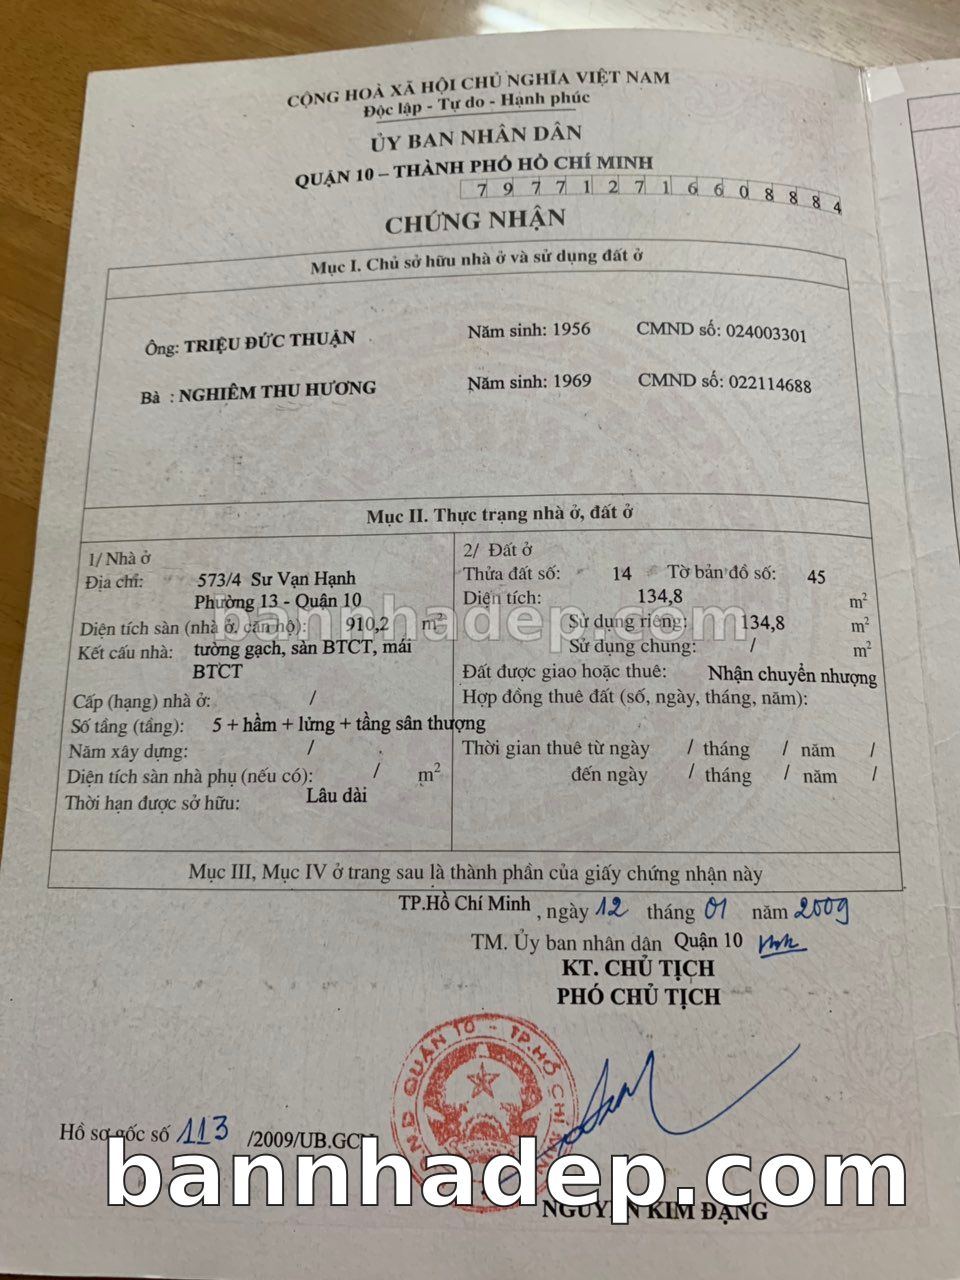 CỘNG HOÀ XÃ HỘI CHỦ NGHĨA VIỆT NAM
Độc lập - Tự do - Hạnh phúc
ỦY BAN NHÂN DÂN
QUẬN 10 – THÀNH PHỐ HỒ CHÍ MINH
7 9 7 7 1 2 7 1 6 6 0 8 8 8 4
CHỨNG NHẬN
Mục I. Chủ sở hữu nhà ở và sử dụng đất ở
Ông: TRIỆU ĐỨC THUẬN Năm sinh: 1956 CMND số: 024003301
Bà : NGHIÊM THU HƯƠNG Năm sinh: 1969 CMND số: 022114688
Mục II. Thực trạng nhà ở, đất ở
1/ Nhà ở
Địa chỉ: 573/4 Sư Vạn Hạnh
Phường 13 - Quận 10
Diện tích sàn (nhà ở, căn hộ): 910,2 m²
Kết cấu nhà: tường gạch, sàn BTCT, mái
BTCT
Cấp (hạng) nhà ở: /
Số tầng (tầng): 5 + hầm + lửng + tầng sân thượng
Năm xây dựng: /
Diện tích sàn nhà phụ (nếu có): / m²
Thời hạn được sở hữu: Lâu dài
2/ Đất ở
Thửa đất số: 14 Tờ bản đồ số: 45
Diện tích: 134,8 m²
Sử dụng riêng: 134,8 m²
Sử dụng chung: / m²
Đất được giao hoặc thuê: Nhận chuyển nhượng
Hợp đồng thuê đất (số, ngày, tháng, năm):
Thời gian thuê từ ngày / tháng / năm /
đến ngày / tháng / năm /
bannhadep.com
Mục III, Mục IV ở trang sau là thành phần của giấy chứng nhận này
TP.Hồ Chí Minh , ngày 12 tháng 01 năm 2009
TM. Ủy ban nhân dân Quận 10
KT. CHỦ TỊCH
PHÓ CHỦ TỊCH
QUẬN 10 - TP.HỒ CHÍ MINH
Hồ sơ gốc số 113 /2009/UB.GCN
bannhadep.com
NGUYỄN KIM ĐẠNG